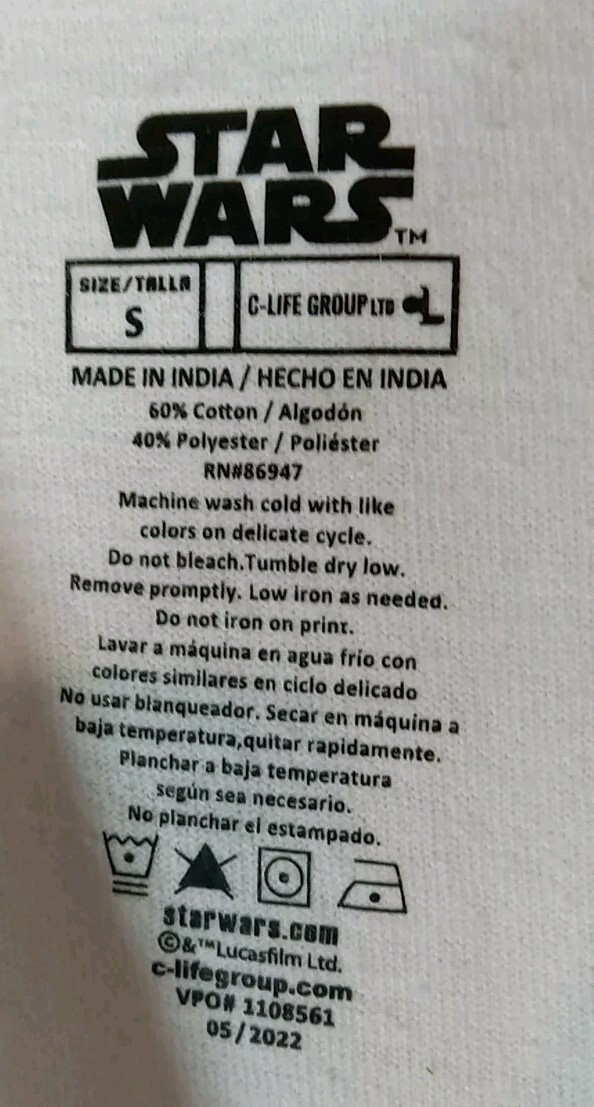 STAR
WARS™
SIZE/TALLA
S
C-LIFE GROUP LTD
MADE IN INDIA / HECHO EN INDIA
60% Cotton / Algodón
40% Polyester / Poliéster
RN#86947
Machine wash cold with like
colors on delicate cycle.
Do not bleach.Tumble dry low.
Remove promptly. Low iron as needed.
Do not iron on print.
Lavar a máquina en agua frío con
colores similares en ciclo delicado
No usar blanqueador. Secar en máquina a
baja temperatura,quitar rapidamente.
Planchar a baja temperatura
según sea necesario.
No planchar el estampado.
starwars.com
©&™Lucasfilm Ltd.
c-lifegroup.com
VPO# 1108561
05/2022